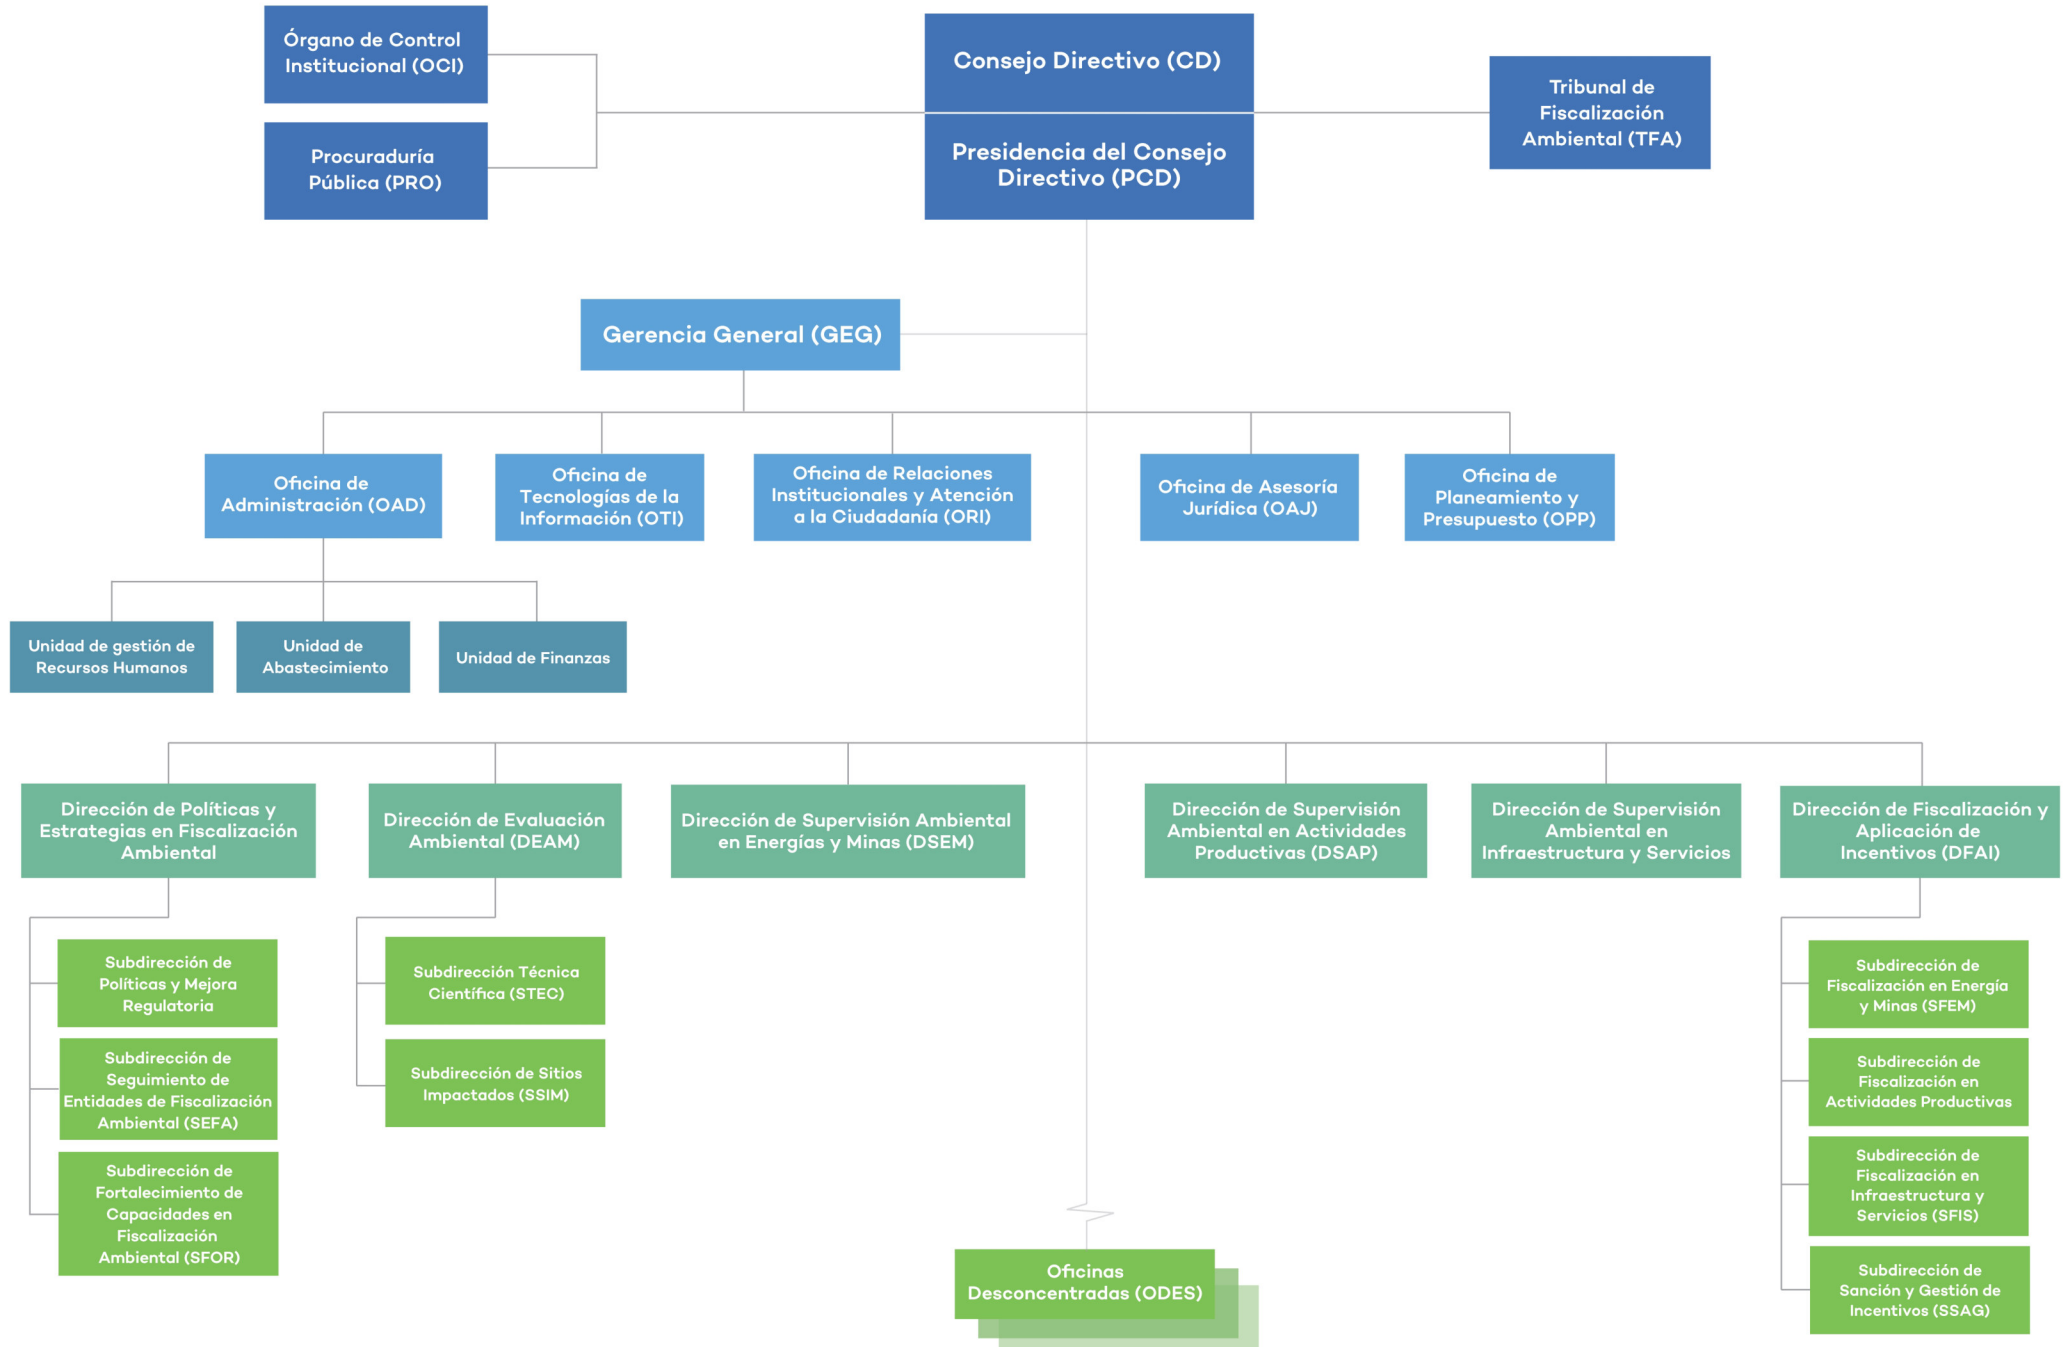 Órgano de Control
Institucional (OCI)
Procuraduría
Pública (PRO)
Consejo Directivo (CD)
Presidencia del Consejo
Directivo (PCD)
Tribunal de
Fiscalización
Ambiental (TFA)
Gerencia General (GEG)
Oficina de
Administración (OAD)
Oficina de
Tecnologías de la
Información (OTI)
Oficina de Relaciones
Institucionales y Atención
a la Ciudadanía (ORI)
Oficina de Asesoría
Jurídica (OAJ)
Oficina de
Planeamiento y
Presupuesto (OPP)
Unidad de gestión de
Recursos Humanos
Unidad de
Abastecimiento
Unidad de Finanzas
Dirección de Políticas y
Estrategias en Fiscalización
Ambiental
Dirección de Evaluación
Ambiental (DEAM)
Dirección de Supervisión Ambiental
en Energías y Minas (DSEM)
Dirección de Supervisión
Ambiental en Actividades
Productivas (DSAP)
Dirección de Supervisión
Ambiental en
Infraestructura y Servicios
Dirección de Fiscalización y
Aplicación de
Incentivos (DFAI)
Subdirección de
Políticas y Mejora
Regulatoria
Subdirección de
Seguimiento de
Entidades de Fiscalización
Ambiental (SEFA)
Subdirección de
Fortalecimiento de
Capacidades en
Fiscalización
Ambiental (SFOR)
Subdirección Técnica
Científica (STEC)
Subdirección de Sitios
Impactados (SSIM)
Subdirección de
Fiscalización en Energía
y Minas (SFEM)
Subdirección de
Fiscalización en
Actividades Productivas
Subdirección de
Fiscalización en
Infraestructura y
Servicios (SFIS)
Subdirección de
Sanción y Gestión de
Incentivos (SSAG)
Oficinas
Desconcentradas (ODES)